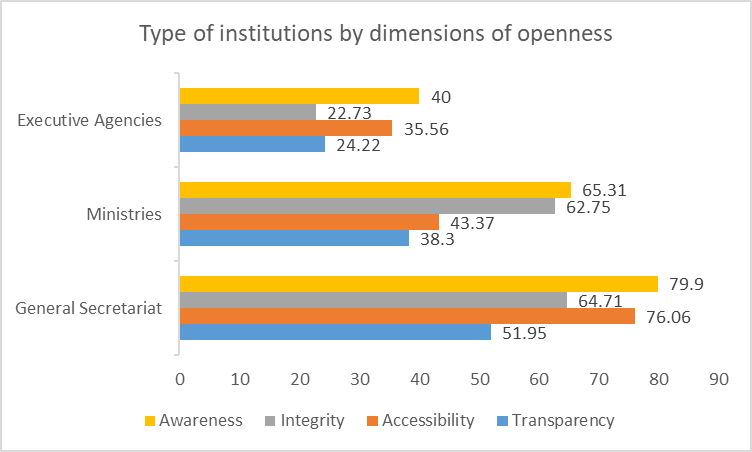 Type of institutions by dimensions of openness
Executive Agencies
40
22.73
35.56
24.22
Ministries
65.31
62.75
43.37
38.3
General Secretariat
79.9
64.71
76.06
51.95
0 10 20 30 40 50 60 70 80 90
Awareness Integrity Accessibility Transparency